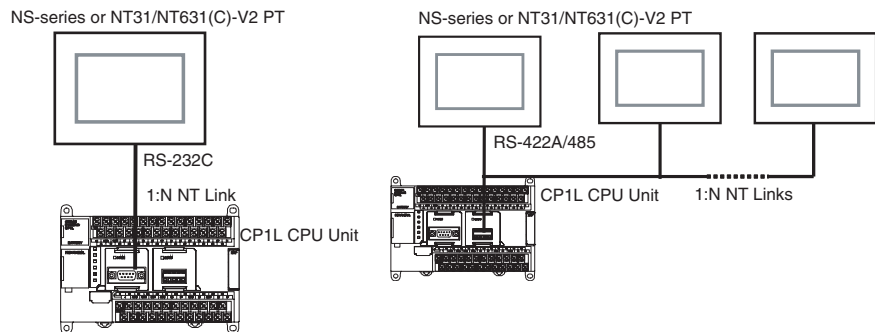 NS-series or NT31/NT631(C)-V2 PT
RS-232C
1:N NT Link
CP1L CPU Unit
NS-series or NT31/NT631(C)-V2 PT
RS-422A/485
CP1L CPU Unit
1:N NT Links